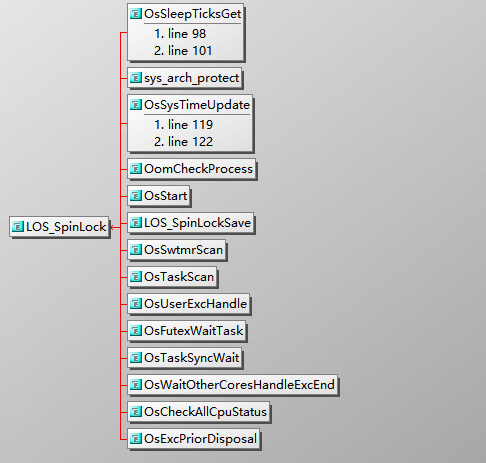 OsSleepTicksGet
1. line 98
2. line 101
sys_arch_protect
OsSysTimeUpdate
1. line 119
2. line 122
OomCheckProcess
OsStart
LOS_SpinLock
LOS_SpinLockSave
OsSwtmrScan
OsTaskScan
OsUserExcHandle
OsFutexWaitTask
OsTaskSyncWait
OsWaitOtherCoresHandleExcEnd
OsCheckAllCpuStatus
OsExcPriorDisposal